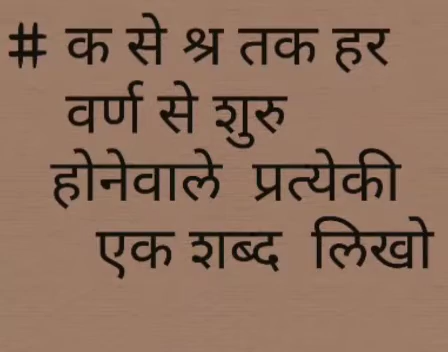 # क से श्र तक हर
वर्ण से शुरु
होनेवाले प्रत्येकी
एक शब्द लिखो